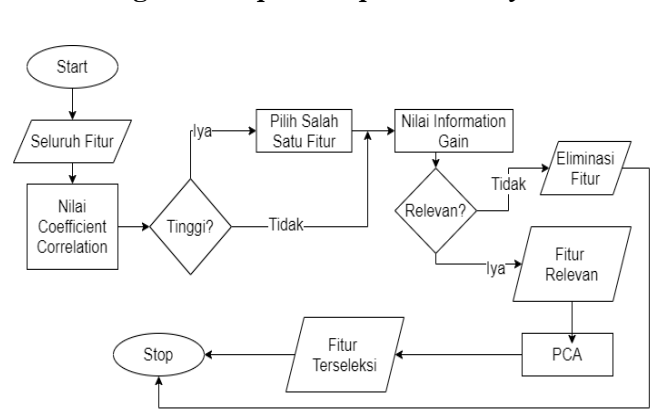 Start
Seluruh Fitur
Nilai
Coefficient
Correlation
Tinggi?
Iya
Tidak
Pilih Salah
Satu Fitur
Nilai Information
Gain
Relevan?
Tidak
Eliminasi
Fitur
Iya
Fitur
Relevan
PCA
Fitur
Terseleksi
Stop